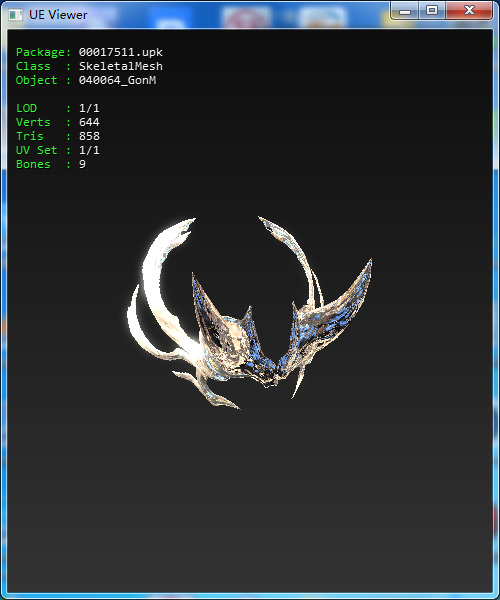 UE Viewer
Package: 00017511.upk
Class : SkeletalMesh
Object : 040064_GonM
LOD : 1/1
Verts : 644
Tris : 858
UV Set : 1/1
Bones : 9